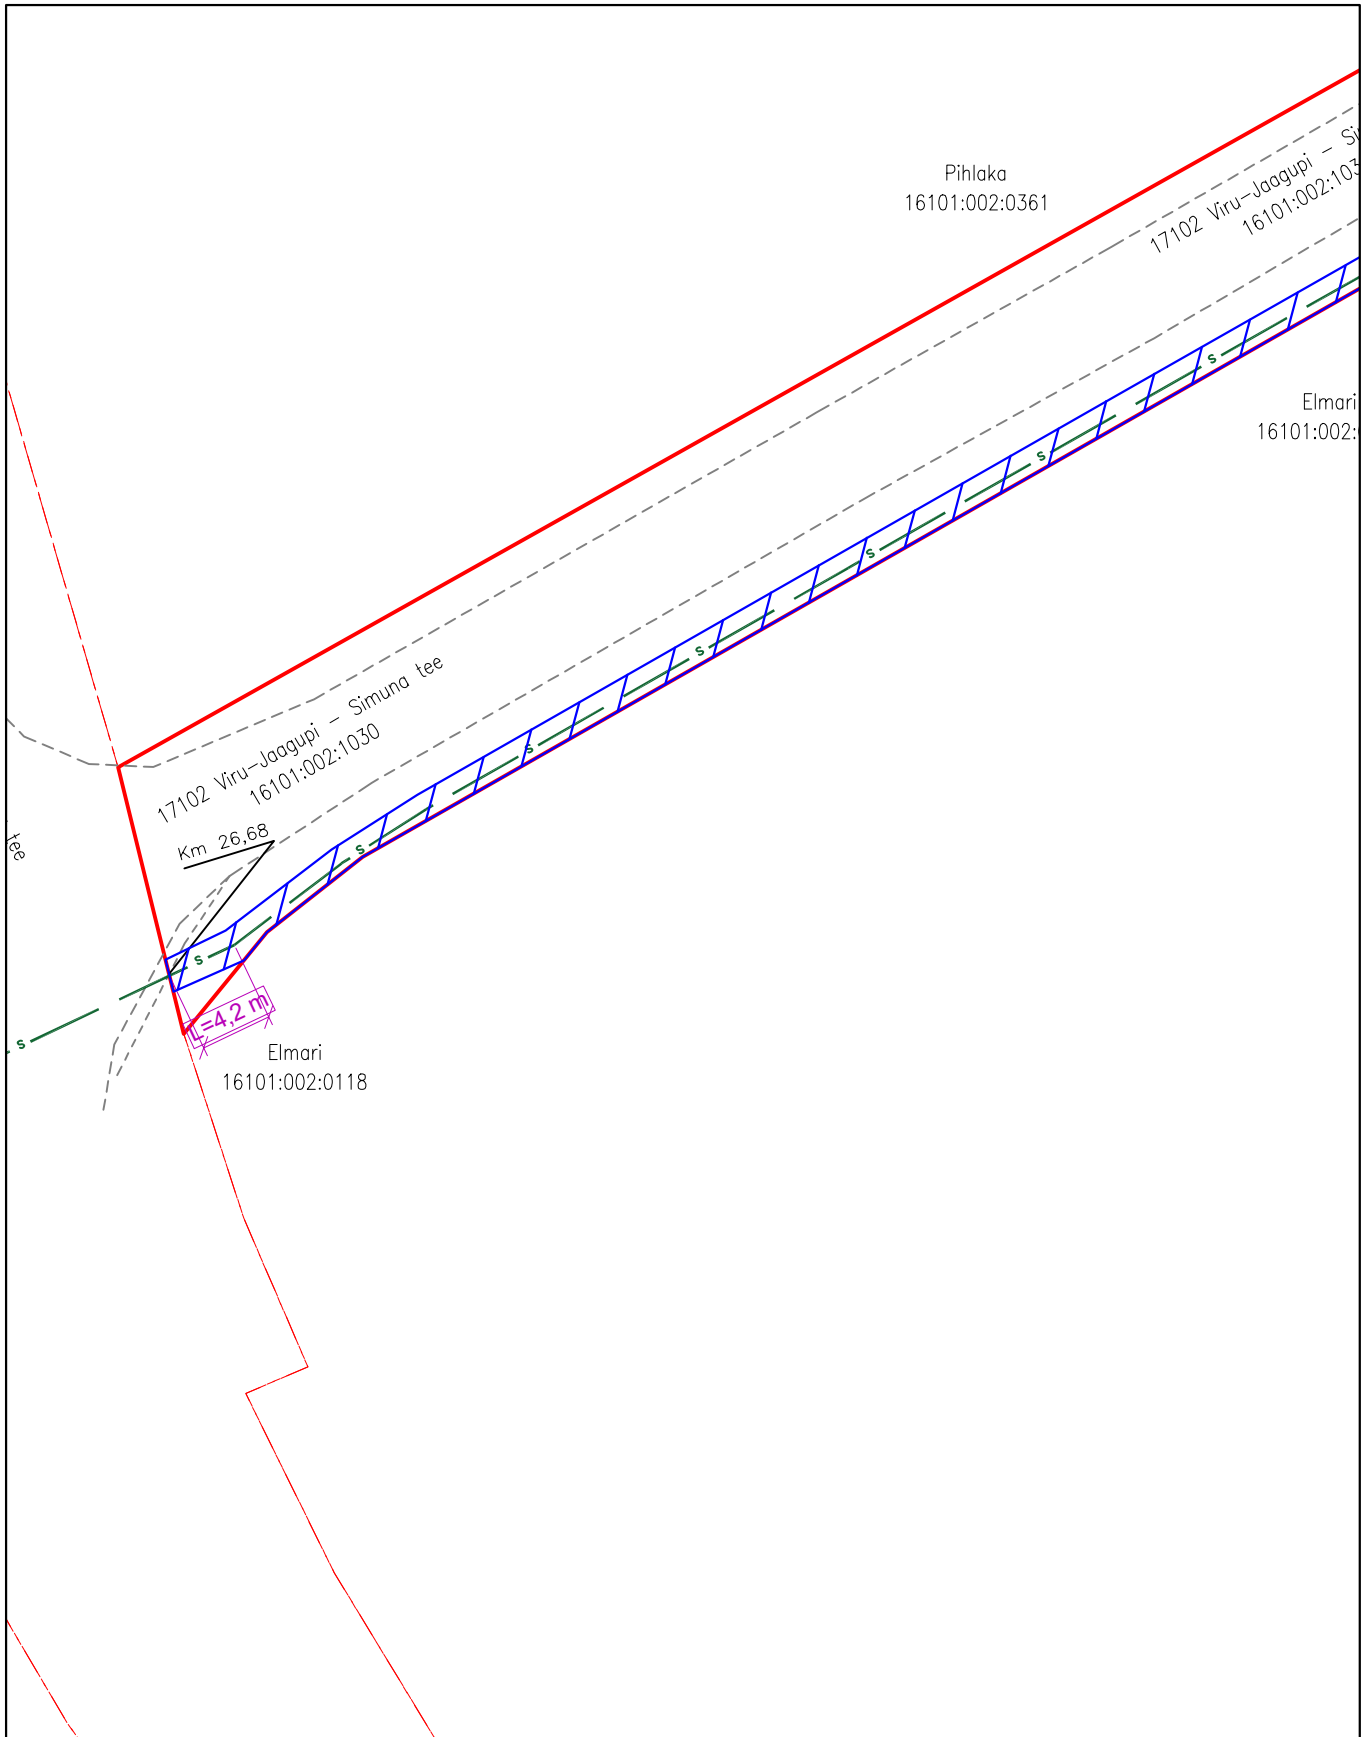 Pihlaka
16101:002:0361
17102 Viru-Jaagupi - Si
16101:002:103
Elmari
16101:002:
s
s
s
s
s
s
17102 Viru-Jaagupi - Simuna tee
16101:002:1030
Km 26,68
tee
s
s
L=4,2 m
Elmari
16101:002:0118